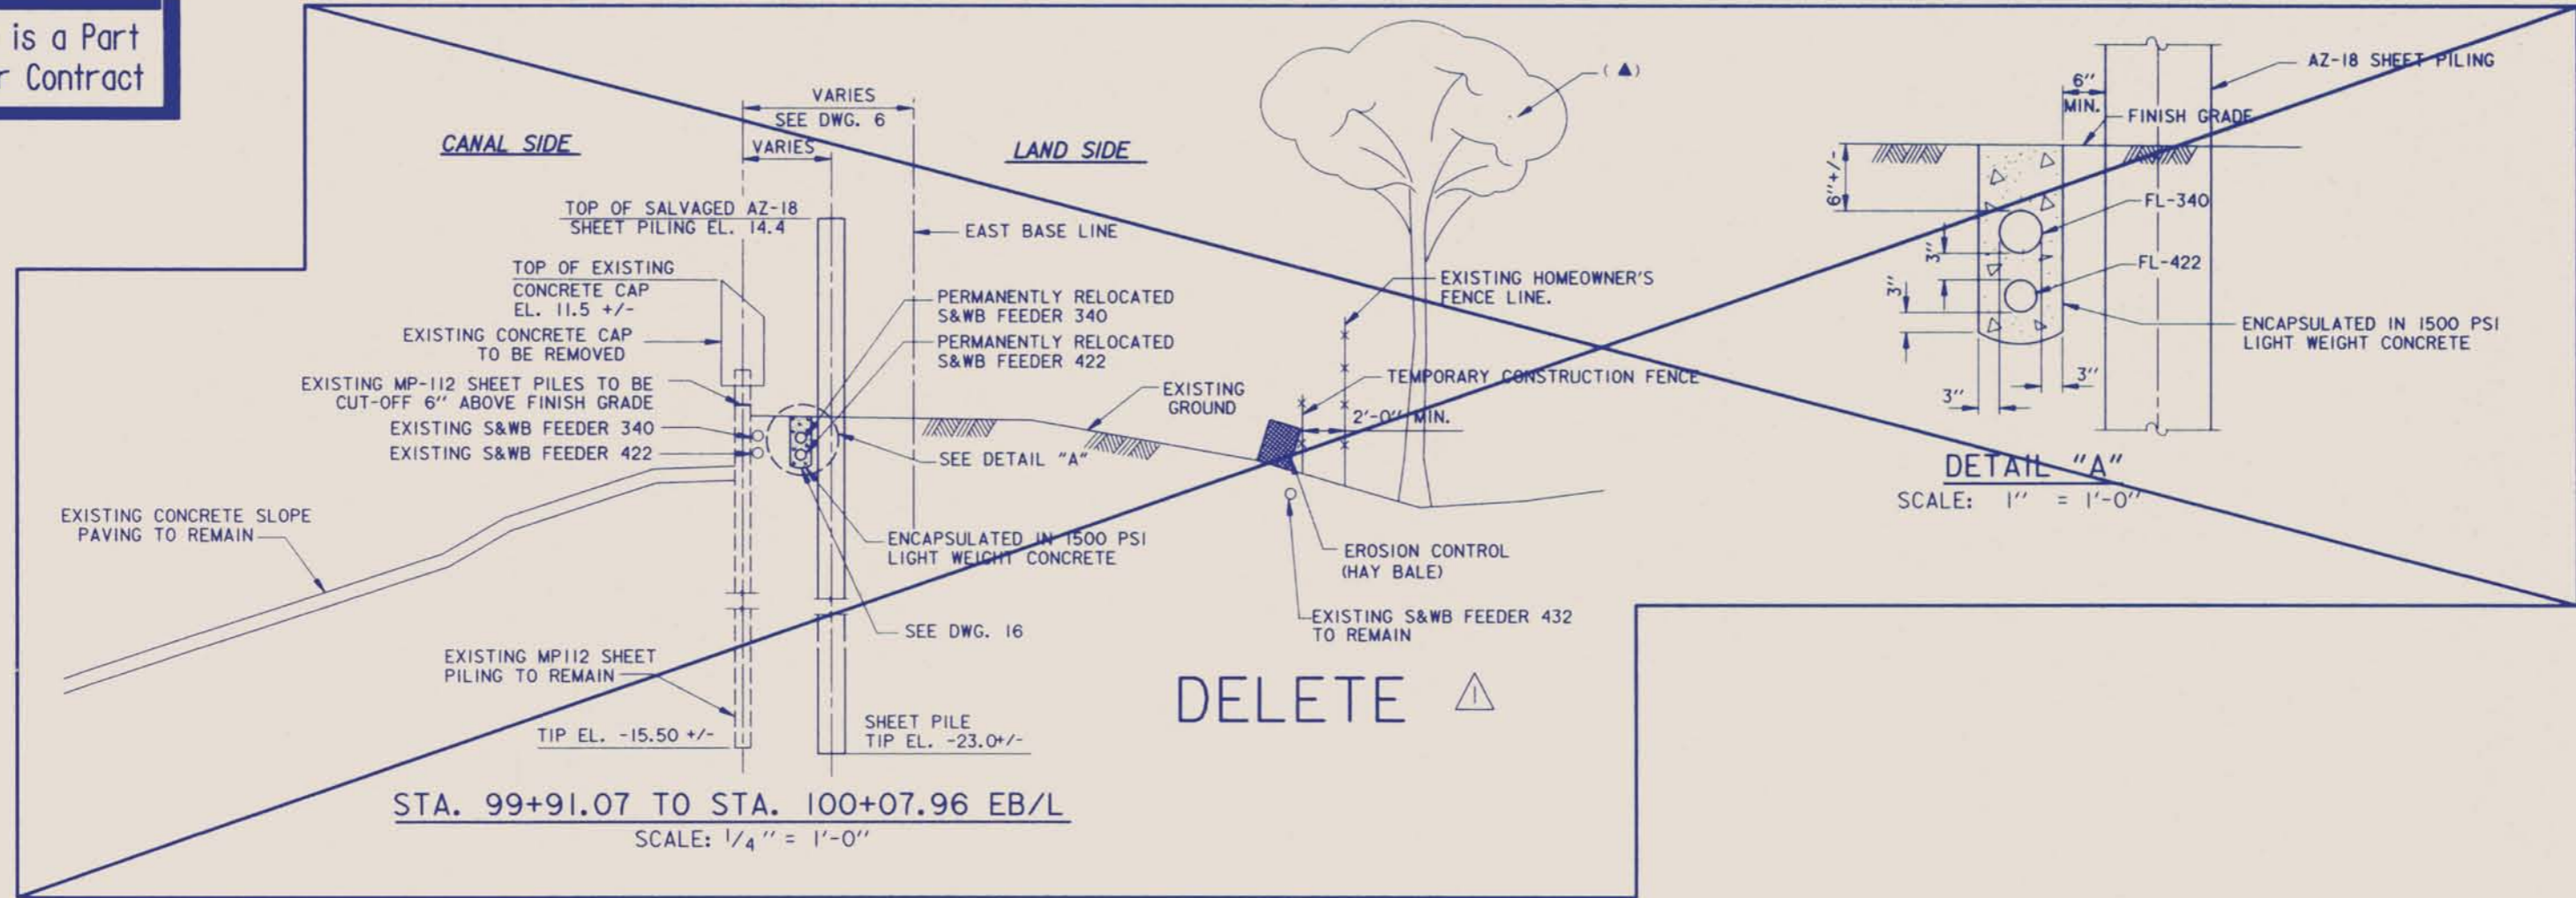 is a Part
r Contract
CANAL SIDE
VARIES
SEE DWG. 6
VARIES
LAND SIDE
(▲)
TOP OF SALVAGED AZ-18
SHEET PILING EL. 14.4
EAST BASE LINE
TOP OF EXISTING
CONCRETE CAP
EL. 11.5 +/-
EXISTING CONCRETE CAP
TO BE REMOVED
EXISTING MP-112 SHEET PILES TO BE
CUT-OFF 6" ABOVE FINISH GRADE
EXISTING S&WB FEEDER 340
EXISTING S&WB FEEDER 422
PERMANENTLY RELOCATED
S&WB FEEDER 340
PERMANENTLY RELOCATED
S&WB FEEDER 422
EXISTING
GROUND
SEE DETAIL "A"
EXISTING HOMEOWNER'S
FENCE LINE.
TEMPORARY CONSTRUCTION FENCE
2'-0" MIN.
EXISTING CONCRETE SLOPE
PAVING TO REMAIN
ENCAPSULATED IN 1500 PSI
LIGHT WEIGHT CONCRETE
SEE DWG. 16
EROSION CONTROL
(HAY BALE)
EXISTING S&WB FEEDER 432
TO REMAIN
EXISTING MP112 SHEET
PILING TO REMAIN
TIP EL. -15.50 +/-
SHEET PILE
TIP EL. -23.0+/-
DELETE 1
STA. 99+91.07 TO STA. 100+07.96 EB/L
SCALE: 1/4" = 1'-0"
AZ-18 SHEET PILING
6"
MIN.
FINISH GRADE
6"+/-
FL-340
3"
FL-422
3"
ENCAPSULATED IN 1500 PSI
LIGHT WEIGHT CONCRETE
3"
3"
DETAIL "A"
SCALE: 1" = 1'-0"